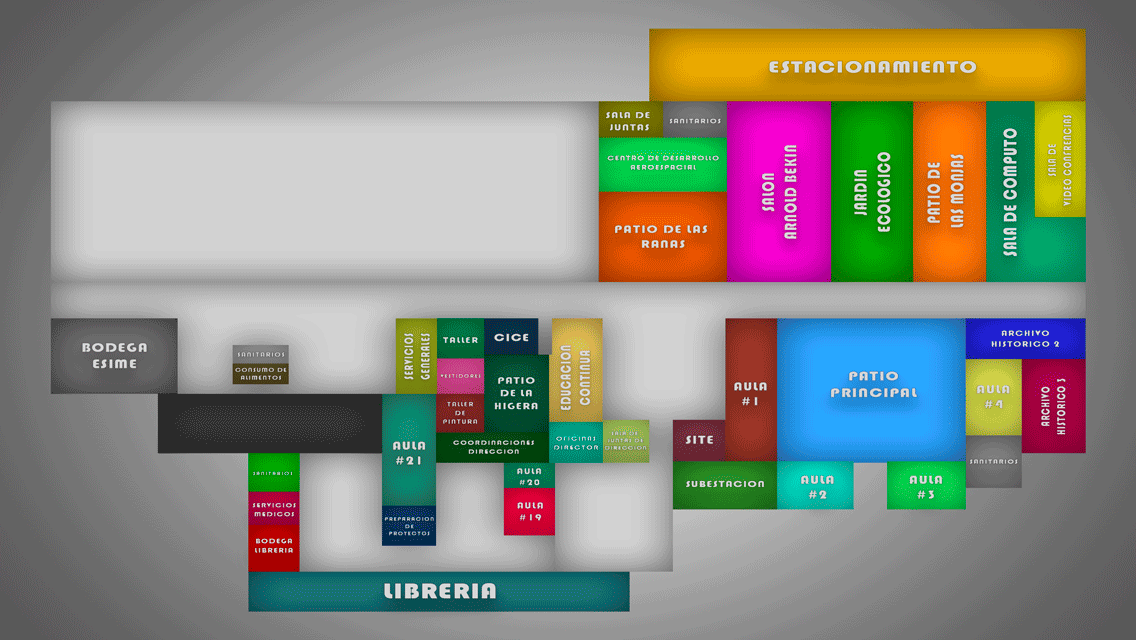 ESTACIONAMIENTO
SALA DE
JUNTAS
SANITARIOS
CENTRO DE DESARROLLO
AEROESPACIAL
PATIO DE LAS
RANAS
SALON
ARNOLD BEKIN
JARDIN
ECOLOGICO
PATIO DE
LAS MONJAS
SALA DE COMPUTO
SALA DE
VIDEO CONFRENCIAS
BODEGA
ESIME
SANITARIOS
CONSUMO DE
ALIMENTOS
SERVICIOS
GENERALES
TALLER
CICE
VESTIDORES
PATIO
DE LA
HIGERA
EDUCACION
CONTINUA
TALLER
DE
PINTURA
AULA
#21
COORDINACIONES
DIRECCION
OFICINAS
DIRECTOR
SALA DE
JUNTAS DE
DIRECCION
AULA
#20
AULA
#19
PREPARACION
DE
PROYECTOS
SANITARIOS
SERVICIOS
MEDICOS
BODEGA
LIBRERIA
LIBRERIA
AULA
#1
SITE
SUBESTACION
PATIO
PRINCIPAL
AULA
#2
AULA
#3
ARCHIVO
HISTORICO 2
AULA
#4
ARCHIVO
HISTORICO 3
SANITARIOS